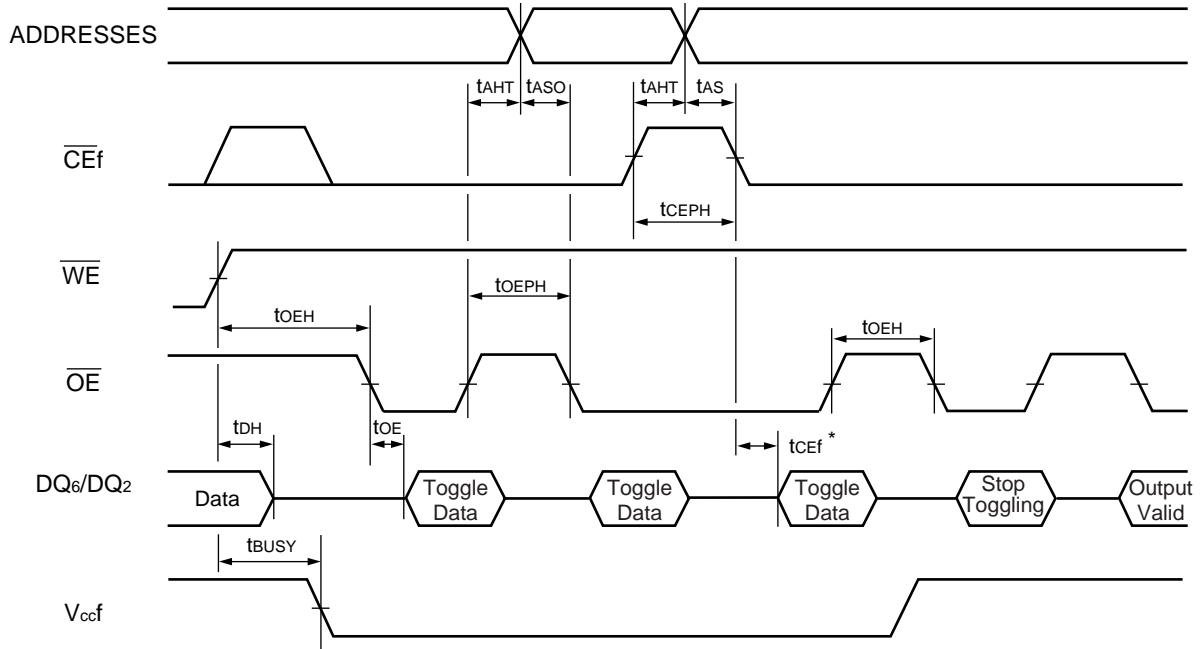 ADDRESSES
tAHT tASO tAHT tAS
CEf
tCEPH
WE
tOEPH
tOEH tOEH
OE
tDH tOE tCEf *
DQ6/DQ2
Data Toggle Data Toggle Data Toggle Data Stop Toggling Output Valid
tBUSY
Vccf